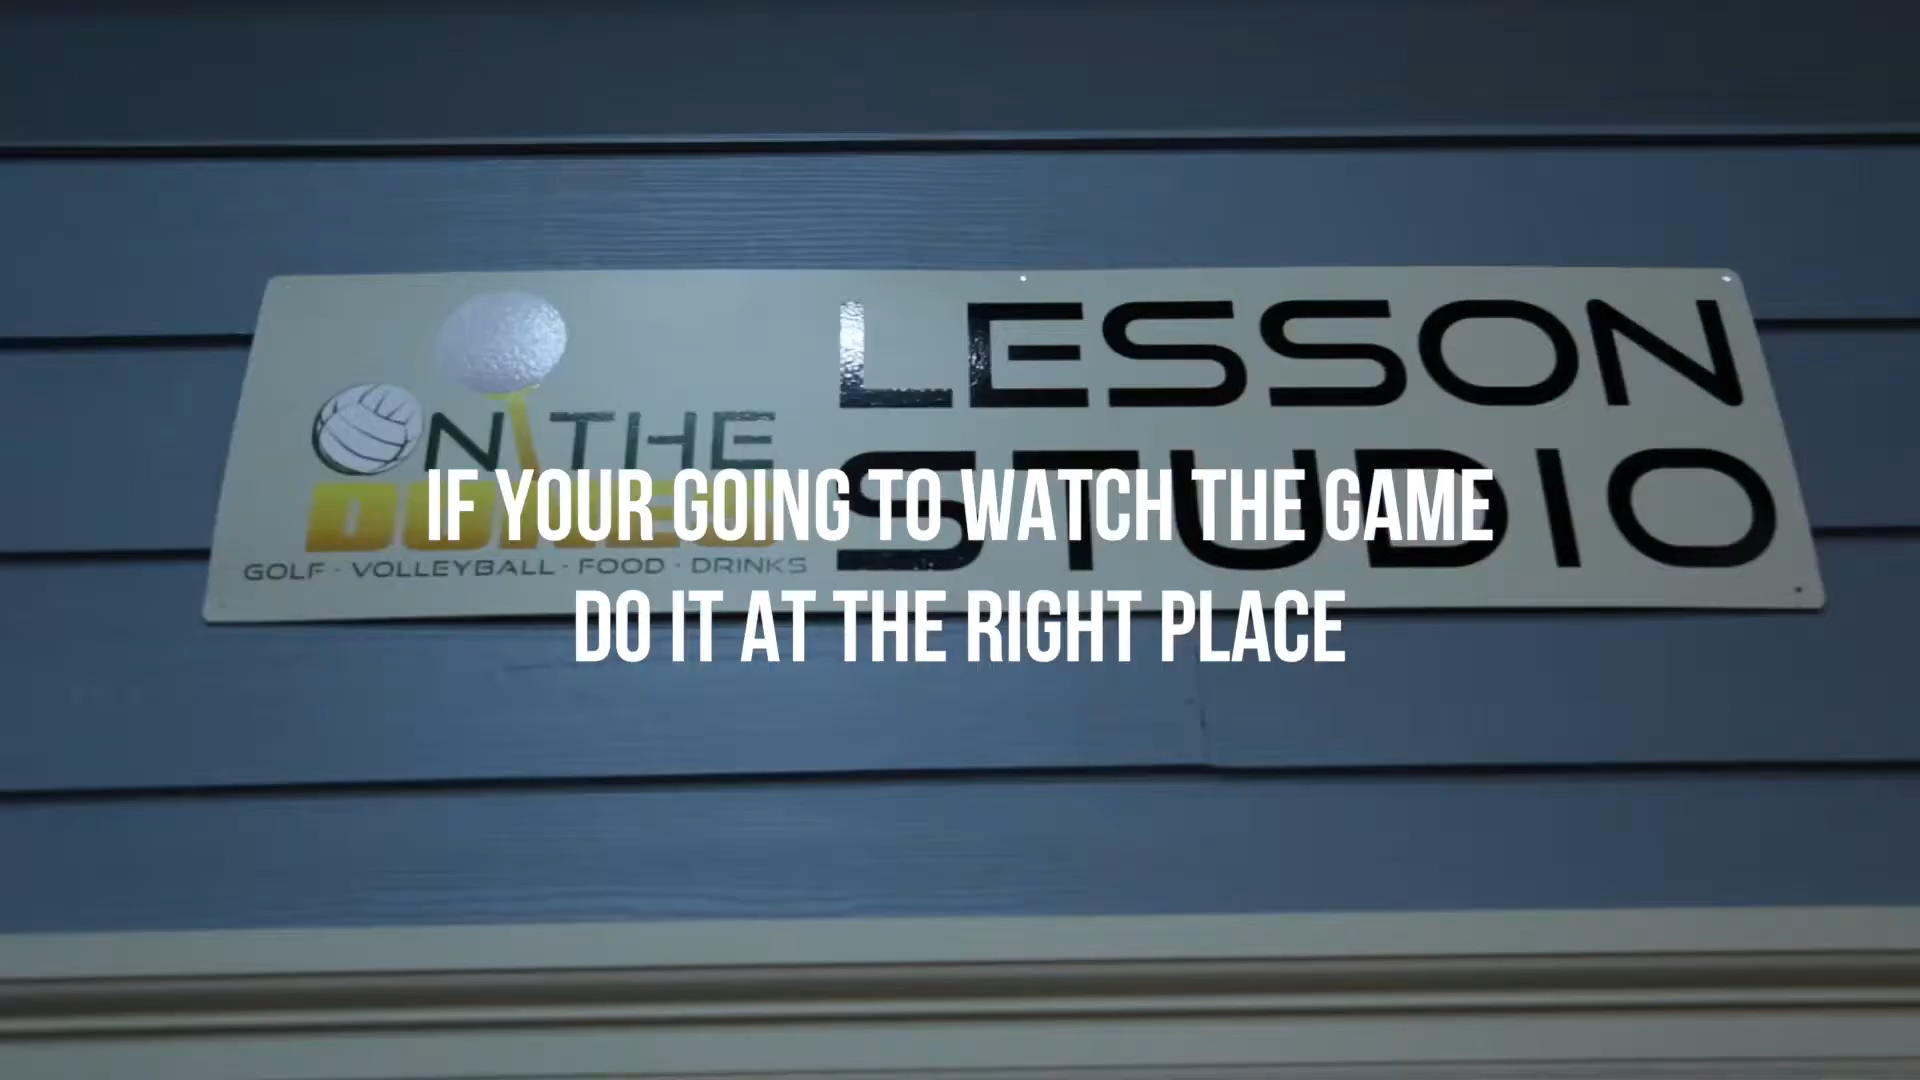 ON THE
LESSON
DUNES
STUDIO
GOLF · VOLLEYBALL · FOOD · DRINKS
IF YOUR GOING TO WATCH THE GAME
DO IT AT THE RIGHT PLACE